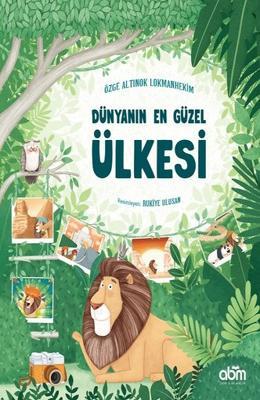 ÖZGE ALTINOK LOKMANHEKİM
DÜNYANIN EN GÜZEL
ÜLKESİ
Resimleyen: RUKİYE ULUSAN
abm